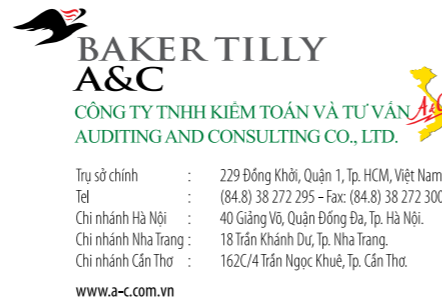 BAKER TILLY
A&C
CÔNG TY TNHH KIỂM TOÁN VÀ TƯ VẤN
A&C
AUDITING AND CONSULTING CO., LTD.
Trụ sở chính : 229 Đồng Khởi, Quận 1, Tp. HCM, Việt Nam
Tel : (84.8) 38 272 295 – Fax: (84.8) 38 272 300
Chi nhánh Hà Nội : 40 Giảng Võ, Quận Đống Đa, Tp. Hà Nội.
Chi nhánh Nha Trang : 18 Trần Khánh Dư, Tp. Nha Trang.
Chi nhánh Cần Thơ : 162C/4 Trần Ngọc Khuê, Tp. Cần Thơ.
www.a-c.com.vn